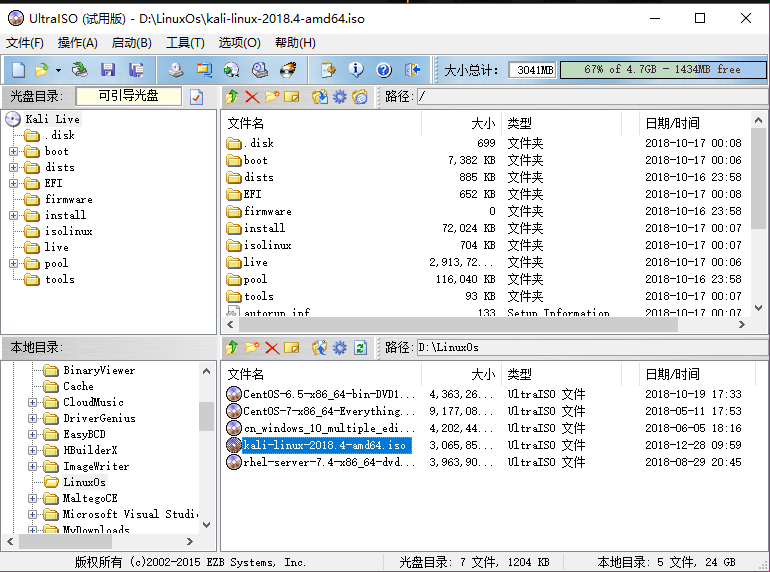 UltraISO (试用版) - D:\LinuxOs\kali-linux-2018.4-amd64.iso
文件(F) 操作(A) 启动(B) 工具(T) 选项(O) 帮助(H)
大小总计: 3041MB 67% of 4.7GB - 1434MB free
光盘目录: 可引导光盘 路径: /
Kali Live
.disk
boot
dists
EFI
firmware
install
isolinux
live
pool
tools
文件名 大小 类型 日期/时间
.disk 699 文件夹 2018-10-17 00:08
boot 7,382 KB 文件夹 2018-10-17 00:06
dists 885 KB 文件夹 2018-10-16 23:58
EFI 652 KB 文件夹 2018-10-17 00:08
firmware 0 文件夹 2018-10-16 23:58
install 72,024 KB 文件夹 2018-10-17 00:07
isolinux 704 KB 文件夹 2018-10-17 00:07
live 2,913,72... 文件夹 2018-10-17 00:06
pool 116,040 KB 文件夹 2018-10-16 23:58
tools 93 KB 文件夹 2018-10-17 00:07
autorun.inf 133 Setup Information 2018-10-17 00:07
本地目录: 路径: D:\LinuxOs
BinaryViewer
Cache
CloudMusic
DriverGenius
EasyBCD
HBuilderX
ImageWriter
LinuxOs
MaltegoCE
Microsoft Visual Studi
MyDownloads
文件名 大小 类型 日期/时间
CentOS-6.5-x86_64-bin-DVD1... 4,363,26... UltraISO 文件 2018-10-19 17:33
CentOS-7-x86_64-Everything... 9,177,08... UltraISO 文件 2018-05-11 17:53
cn_windows_10_multiple_edi... 4,202,44... UltraISO 文件 2018-06-05 18:16
kali-linux-2018.4-amd64.iso 3,065,85... UltraISO 文件 2018-12-28 09:59
rhel-server-7.4-x86_64-dvd... 3,963,90... UltraISO 文件 2018-08-29 20:45
版权所有 (c)2002-2015 EZB Systems, Inc. 光盘目录: 7 文件, 1204 KB 本地目录: 5 文件, 24 GB